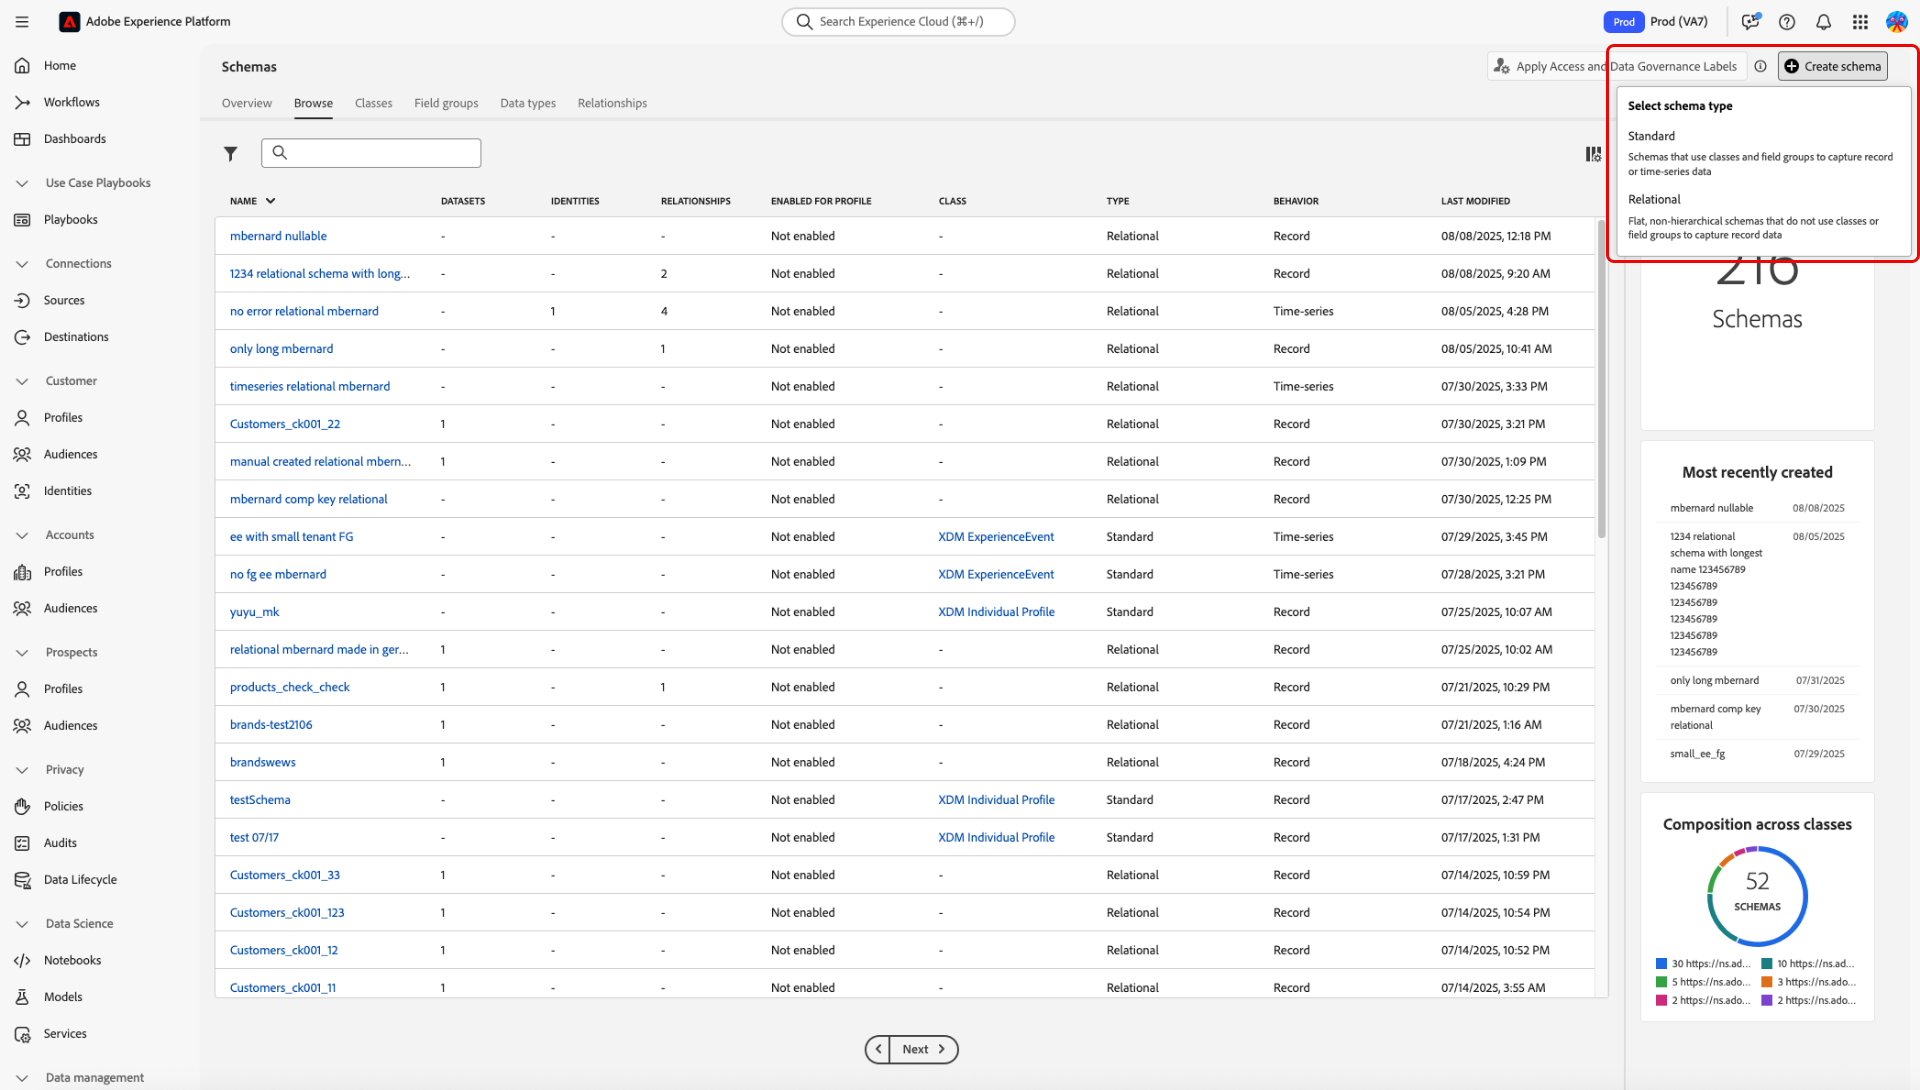 Adobe Experience Platform
Search Experience Cloud (⌘+/)
Prod
Prod (VA7)
Home
Workflows
Dashboards
Use Case Playbooks
Playbooks
Connections
Sources
Destinations
Customer
Profiles
Audiences
Identities
Accounts
Profiles
Audiences
Prospects
Profiles
Audiences
Privacy
Policies
Audits
Data Lifecycle
Data Science
Notebooks
Models
Services
Data management
Schemas
Apply Access and Data Governance Labels
Create schema
Overview Browse Classes Field groups Data types Relationships
Select schema type
Standard
Schemas that use classes and field groups to capture record
or time-series data
Relational
Flat, non-hierarchical schemas that do not use classes or
field groups to capture record data
NAME DATASETS IDENTITIES RELATIONSHIPS ENABLED FOR PROFILE CLASS TYPE BEHAVIOR LAST MODIFIED
mbernard nullable - - - Not enabled - Relational Record 08/08/2025, 12:18 PM
1234 relational schema with long... - - 2 Not enabled - Relational Record 08/08/2025, 9:20 AM
no error relational mbernard - 1 4 Not enabled - Relational Time-series 08/05/2025, 4:28 PM
only long mbernard - - 1 Not enabled - Relational Record 08/05/2025, 10:41 AM
timeseries relational mbernard - - - Not enabled - Relational Time-series 07/30/2025, 3:33 PM
Customers_ck001_22 1 - - Not enabled - Relational Record 07/30/2025, 3:21 PM
manual created relational mbern... 1 - - Not enabled - Relational Record 07/30/2025, 1:09 PM
mbernard comp key relational - - - Not enabled - Relational Record 07/30/2025, 12:25 PM
ee with small tenant FG - - - Not enabled XDM ExperienceEvent Standard Time-series 07/29/2025, 3:45 PM
no fg ee mbernard - - - Not enabled XDM ExperienceEvent Standard Time-series 07/28/2025, 3:21 PM
yuyu_mk - - - Not enabled XDM Individual Profile Standard Record 07/25/2025, 10:07 AM
relational mbernard made in ger... 1 - - Not enabled - Relational Record 07/25/2025, 10:02 AM
products_check_check 1 - 1 Not enabled - Relational Record 07/21/2025, 10:29 PM
brands-test2106 1 - - Not enabled - Relational Record 07/21/2025, 1:16 AM
brandswews 1 - - Not enabled - Relational Record 07/18/2025, 4:24 PM
testSchema - - - Not enabled XDM Individual Profile Standard Record 07/17/2025, 2:47 PM
test 07/17 - - - Not enabled XDM Individual Profile Standard Record 07/17/2025, 1:31 PM
Customers_ck001_33 1 - - Not enabled - Relational Record 07/14/2025, 10:59 PM
Customers_ck001_123 1 - - Not enabled - Relational Record 07/14/2025, 10:54 PM
Customers_ck001_12 1 - - Not enabled - Relational Record 07/14/2025, 10:52 PM
Customers_ck001_11 1 - - Not enabled - Relational Record 07/14/2025, 3:55 AM
Next
216
Schemas
Most recently created
mbernard nullable 08/08/2025
1234 relational 08/05/2025
schema with longest
name 123456789
123456789
123456789
123456789
123456789
123456789
only long mbernard 07/31/2025
mbernard comp key 07/30/2025
relational
small_ee_fg 07/29/2025
Composition across classes
52
SCHEMAS
30 https://ns.ad... 10 https://ns.ad...
5 https://ns.ado... 3 https://ns.ado...
2 https://ns.ado... 2 https://ns.ado...